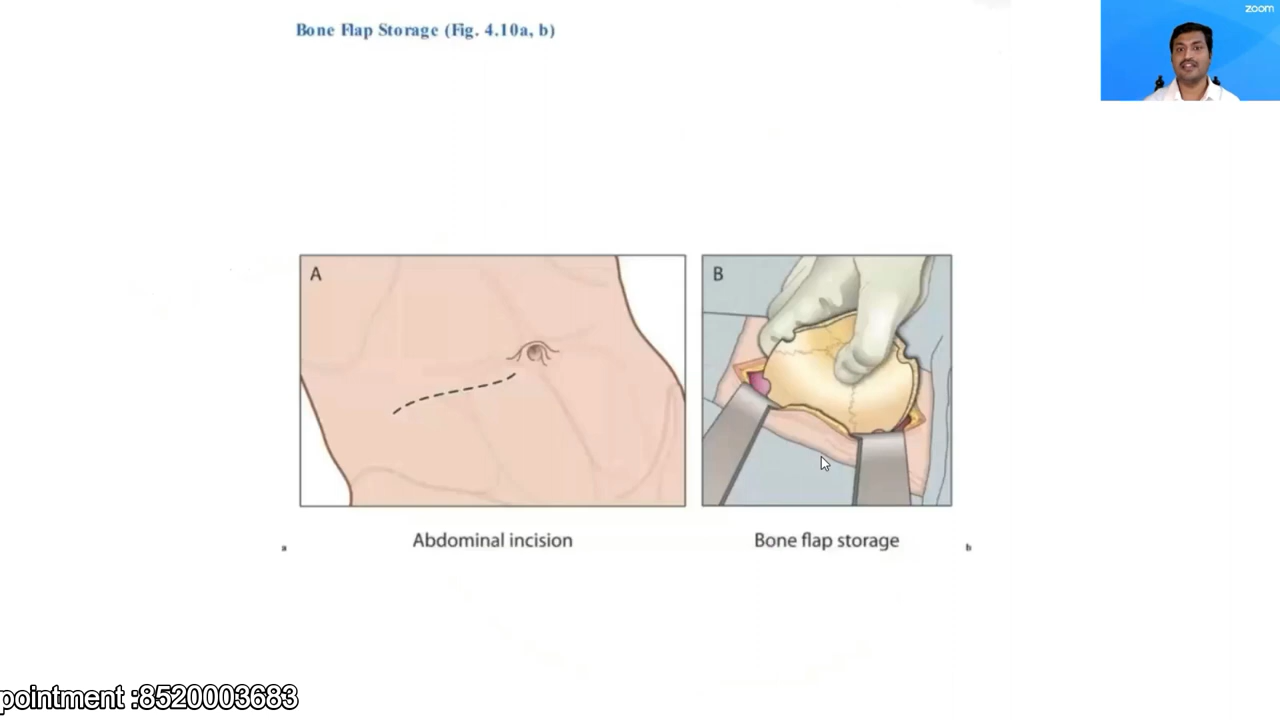 zoom
Bone Flap Storage (Fig. 4.10a, b)
A
B
Abdominal incision
Bone flap storage
a
b
pointment :8520003683